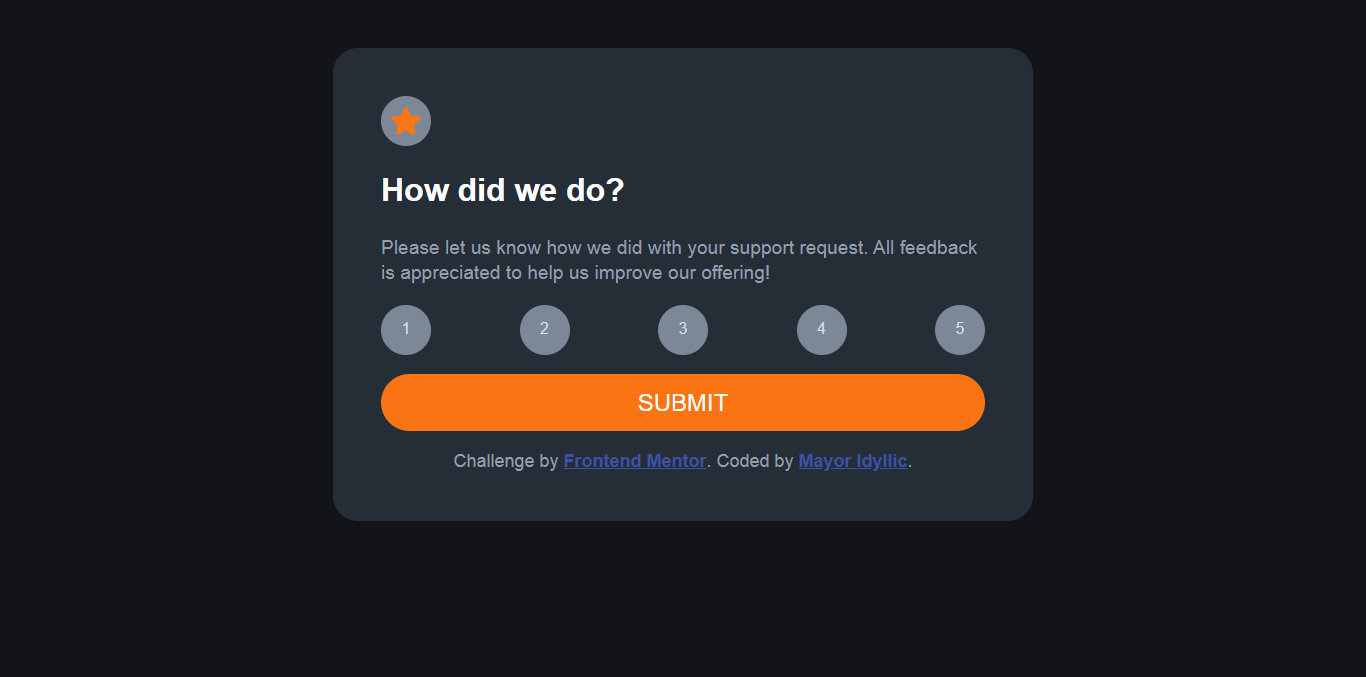 How did we do?
Please let us know how we did with your support request. All feedback
is appreciated to help us improve our offering!
1 2 3 4 5
SUBMIT
Challenge by Frontend Mentor. Coded by Mayor Idyllic.